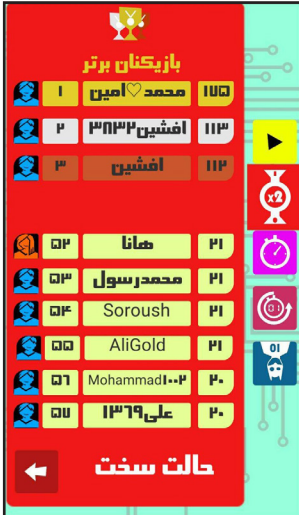 بازیکنان برتر
۱ محمد♡امین ۱۷۵
۲ افشین۳۸۳۲ ۱۱۳
۳ افشین ۱۱۲
۵۲ هانا ۲۱
۵۳ محمدرسول ۲۱
۵۴ Soroush ۲۱
۵۵ AliGold ۲۱
۵۶ Mohammad۱۰۰۲ ۲۰
۵۷ علی۱۳۶۹ ۲۰
حالت سخت
x2